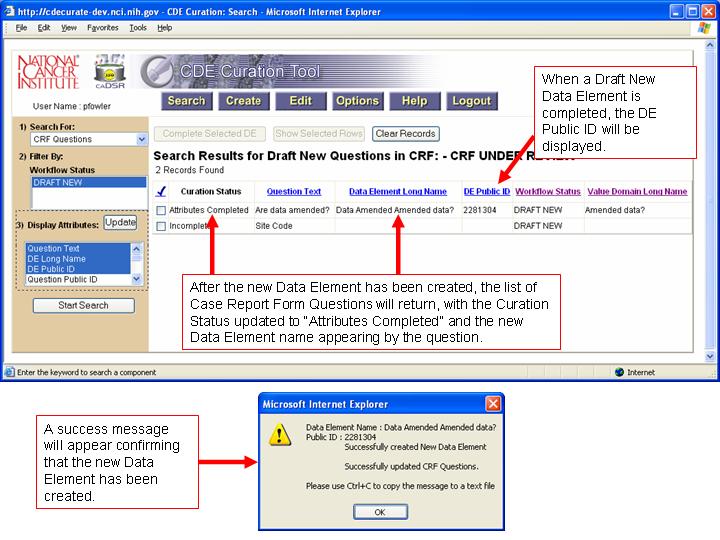 http://cdecurate-dev.nci.nih.gov - CDE Curation: Search - Microsoft Internet Explorer
File Edit View Favorites Tools Help
NATIONAL
CANCER
INSTITUTE
caDSR
CDE Curation Tool
User Name : pfowler
Search Create Edit Options Help Logout
When a Draft New
Data Element is
completed, the DE
Public ID will be
displayed.
1) Search For:
CRF Questions
2) Filter By:
Workflow Status
DRAFT NEW
3) Display Attributes: Update
Question Text
DE Long Name
DE Public ID
Question Public ID
Start Search
Complete Selected DE Show Selected Rows Clear Records
Search Results for Draft New Questions in CRF: - CRF UNDER
2 Records Found
Curation Status Question Text Data Element Long Name DE Public ID Workflow Status Value Domain Long Name
Attributes Completed Are data amended? Data Amended Amended data? 2281304 DRAFT NEW Amended data?
Incomplete Site Code DRAFT NEW
After the new Data Element has been created, the list of
Case Report Form Questions will return, with the Curation
Status updated to "Attributes Completed" and the new
Data Element name appearing by the question.
Enter the keyword to search a component Internet
A success message
will appear confirming
that the new Data
Element has been
created.
Microsoft Internet Explorer
Data Element Name : Data Amended Amended data?
Public ID : 2281304
Successfully created New Data Element
Successfully updated CRF Questions.
Please use Ctrl+C to copy the message to a text file
OK